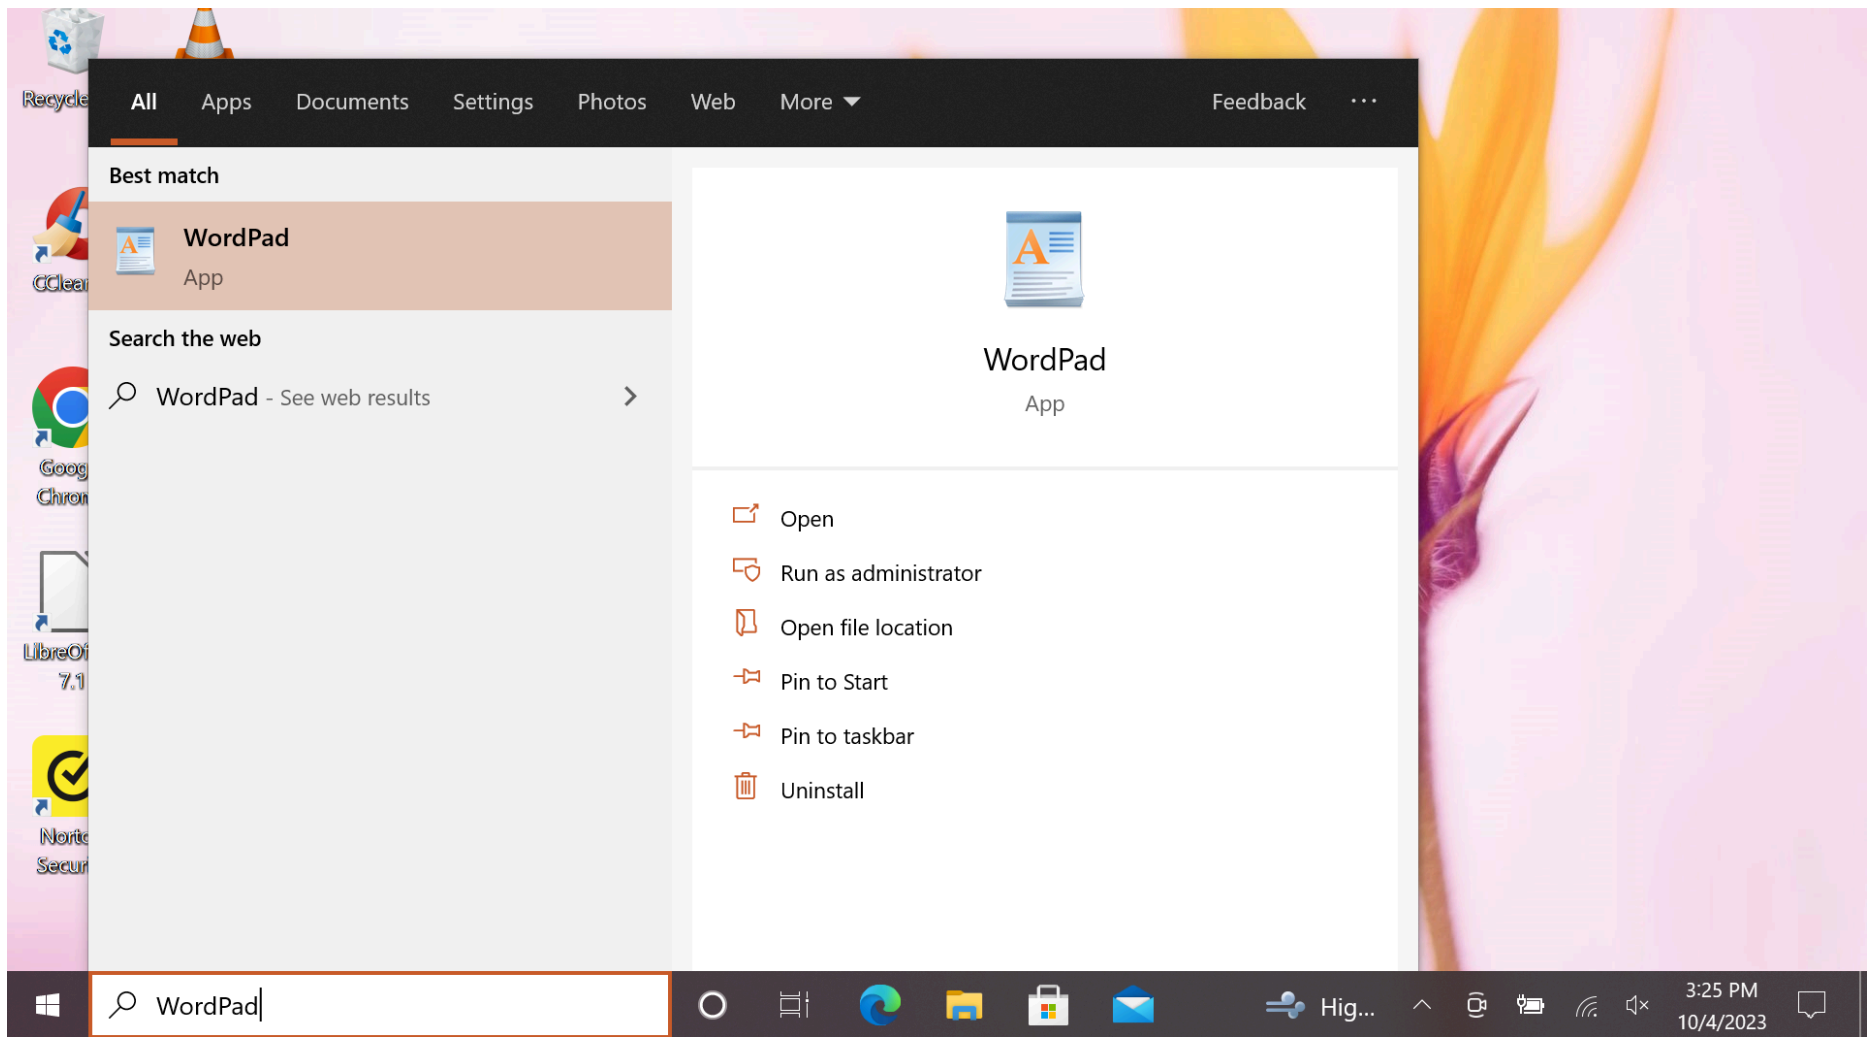 All Apps Documents Settings Photos Web More Feedback ...
Best match
WordPad
App
Search the web
WordPad - See web results
WordPad
App
Open
Run as administrator
Open file location
Pin to Start
Pin to taskbar
Uninstall
7.1
WordPad
Hig...
3:25 PM
10/4/2023